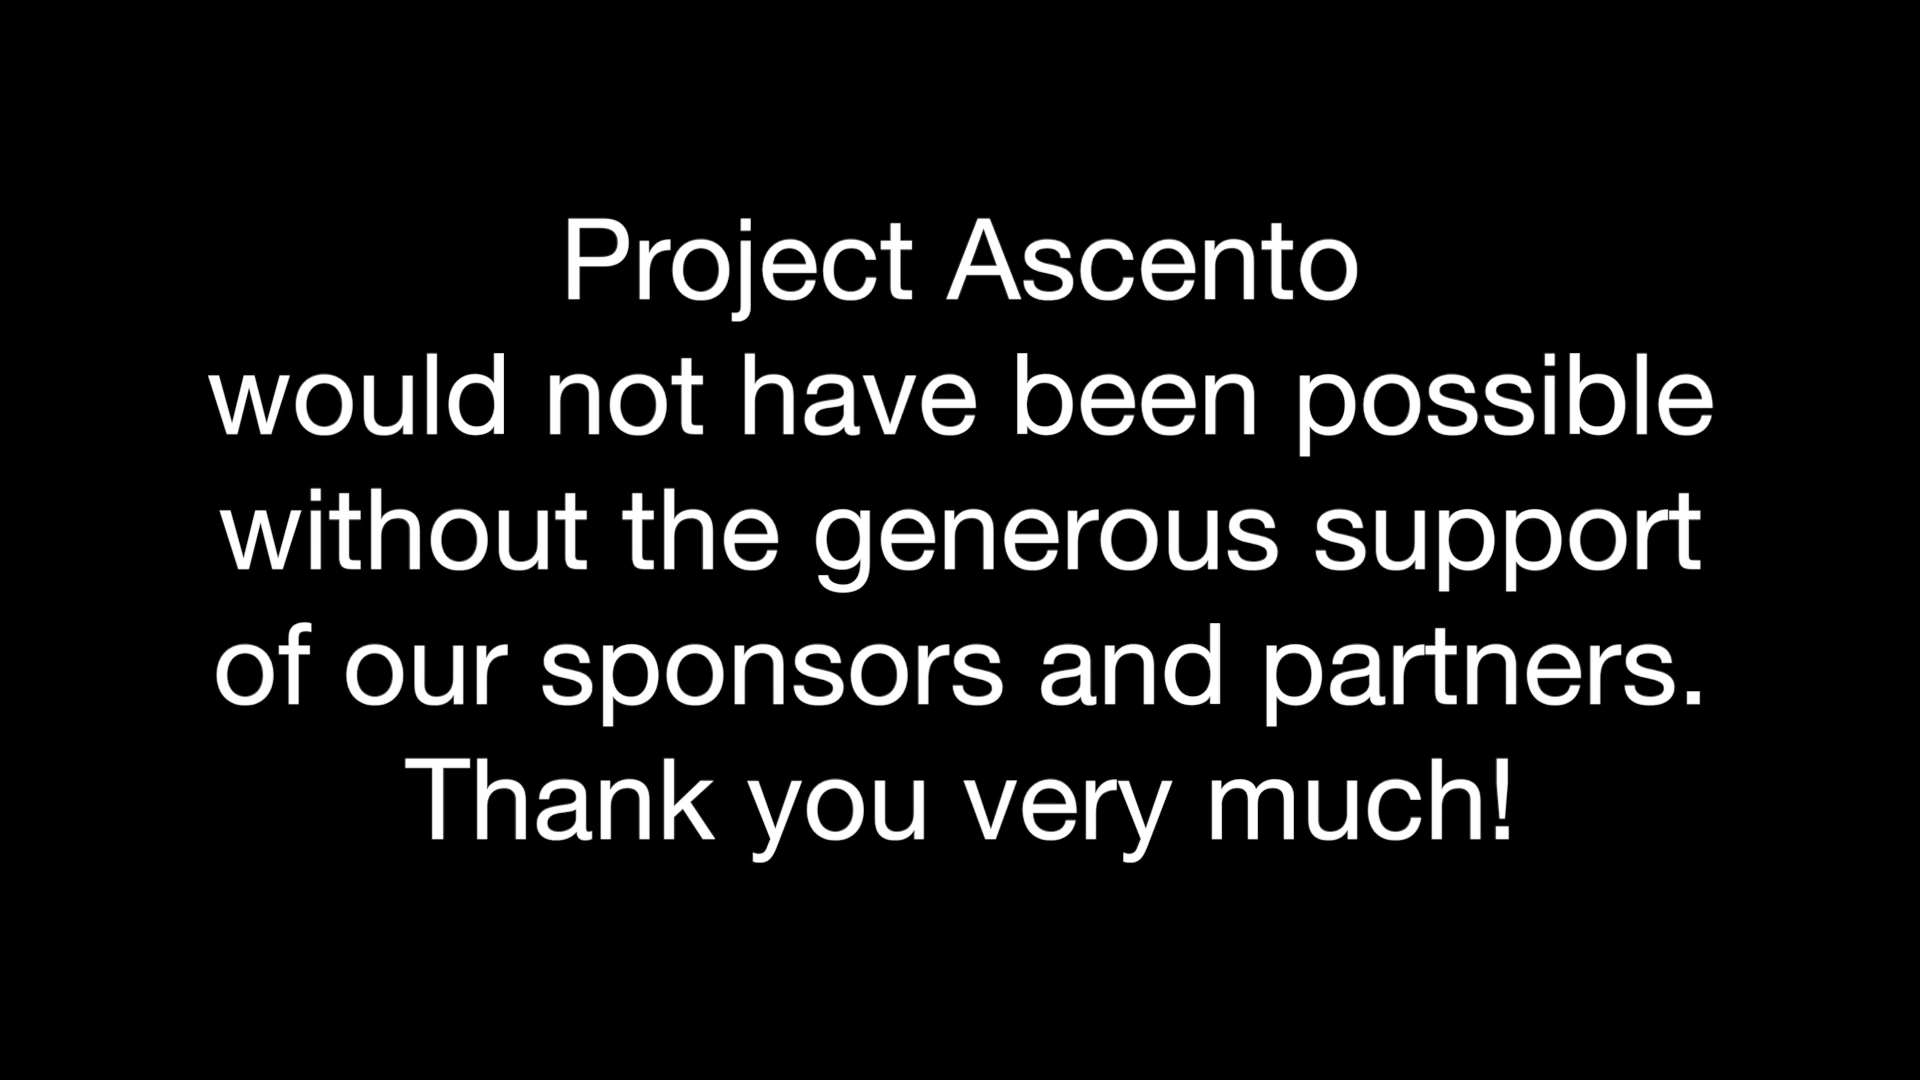 Project Ascento
would not have been possible
without the generous support
of our sponsors and partners.
Thank you very much!